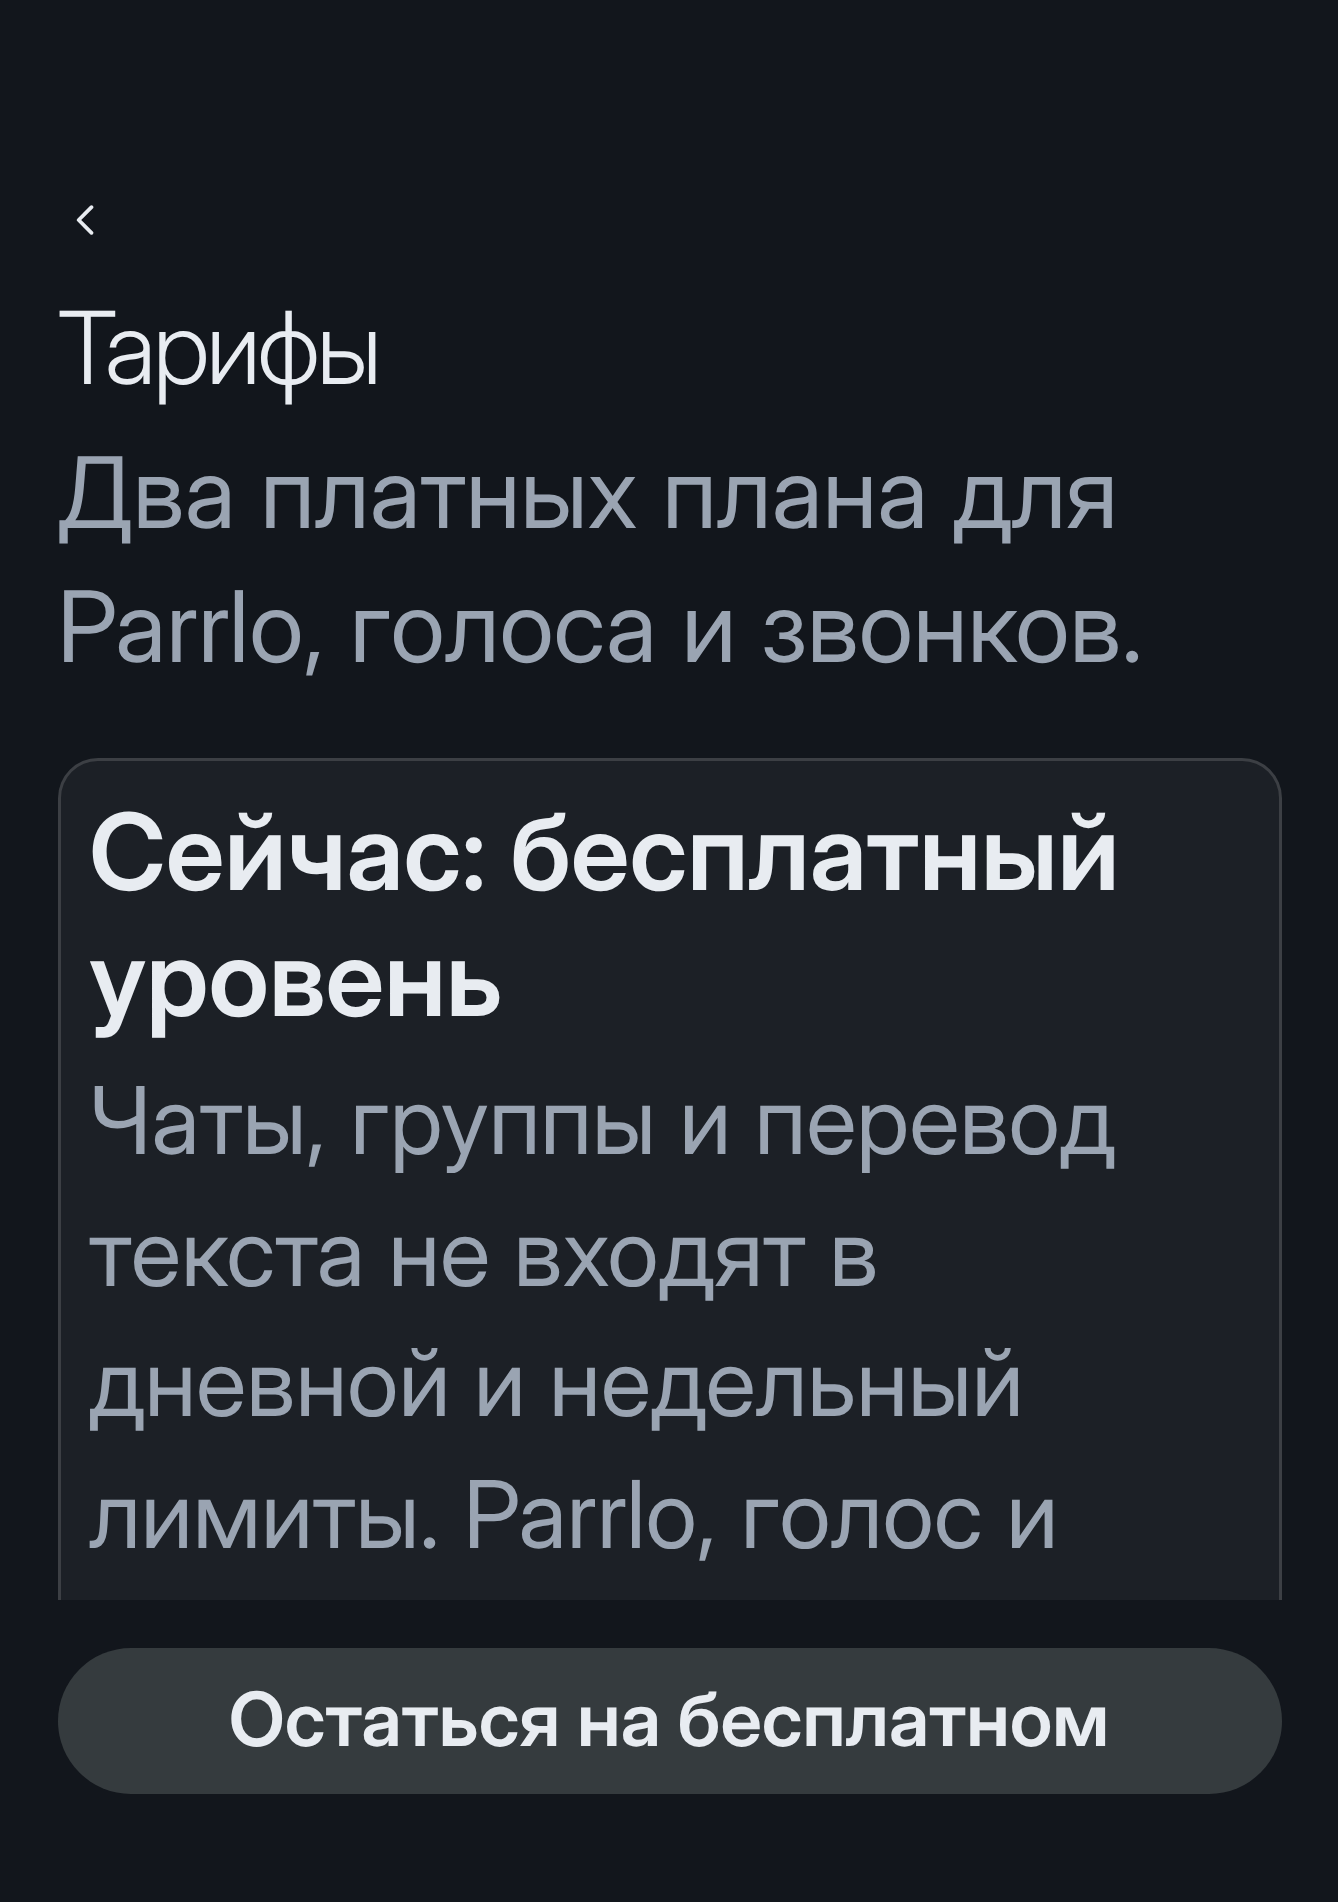 Тарифы
Два платных плана для
Parrlo, голоса и звонков.
Сейчас: бесплатный
уровень
Чаты, группы и перевод
текста не входят в
дневной и недельный
лимиты. Parrlo, голос и
Остаться на бесплатном